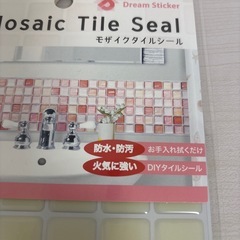 Dream Sticker
Mosaic Tile Seal
モザイクタイルシール
防水・防汚 お手入れ拭くだけ
火気に強い DIYタイルシール